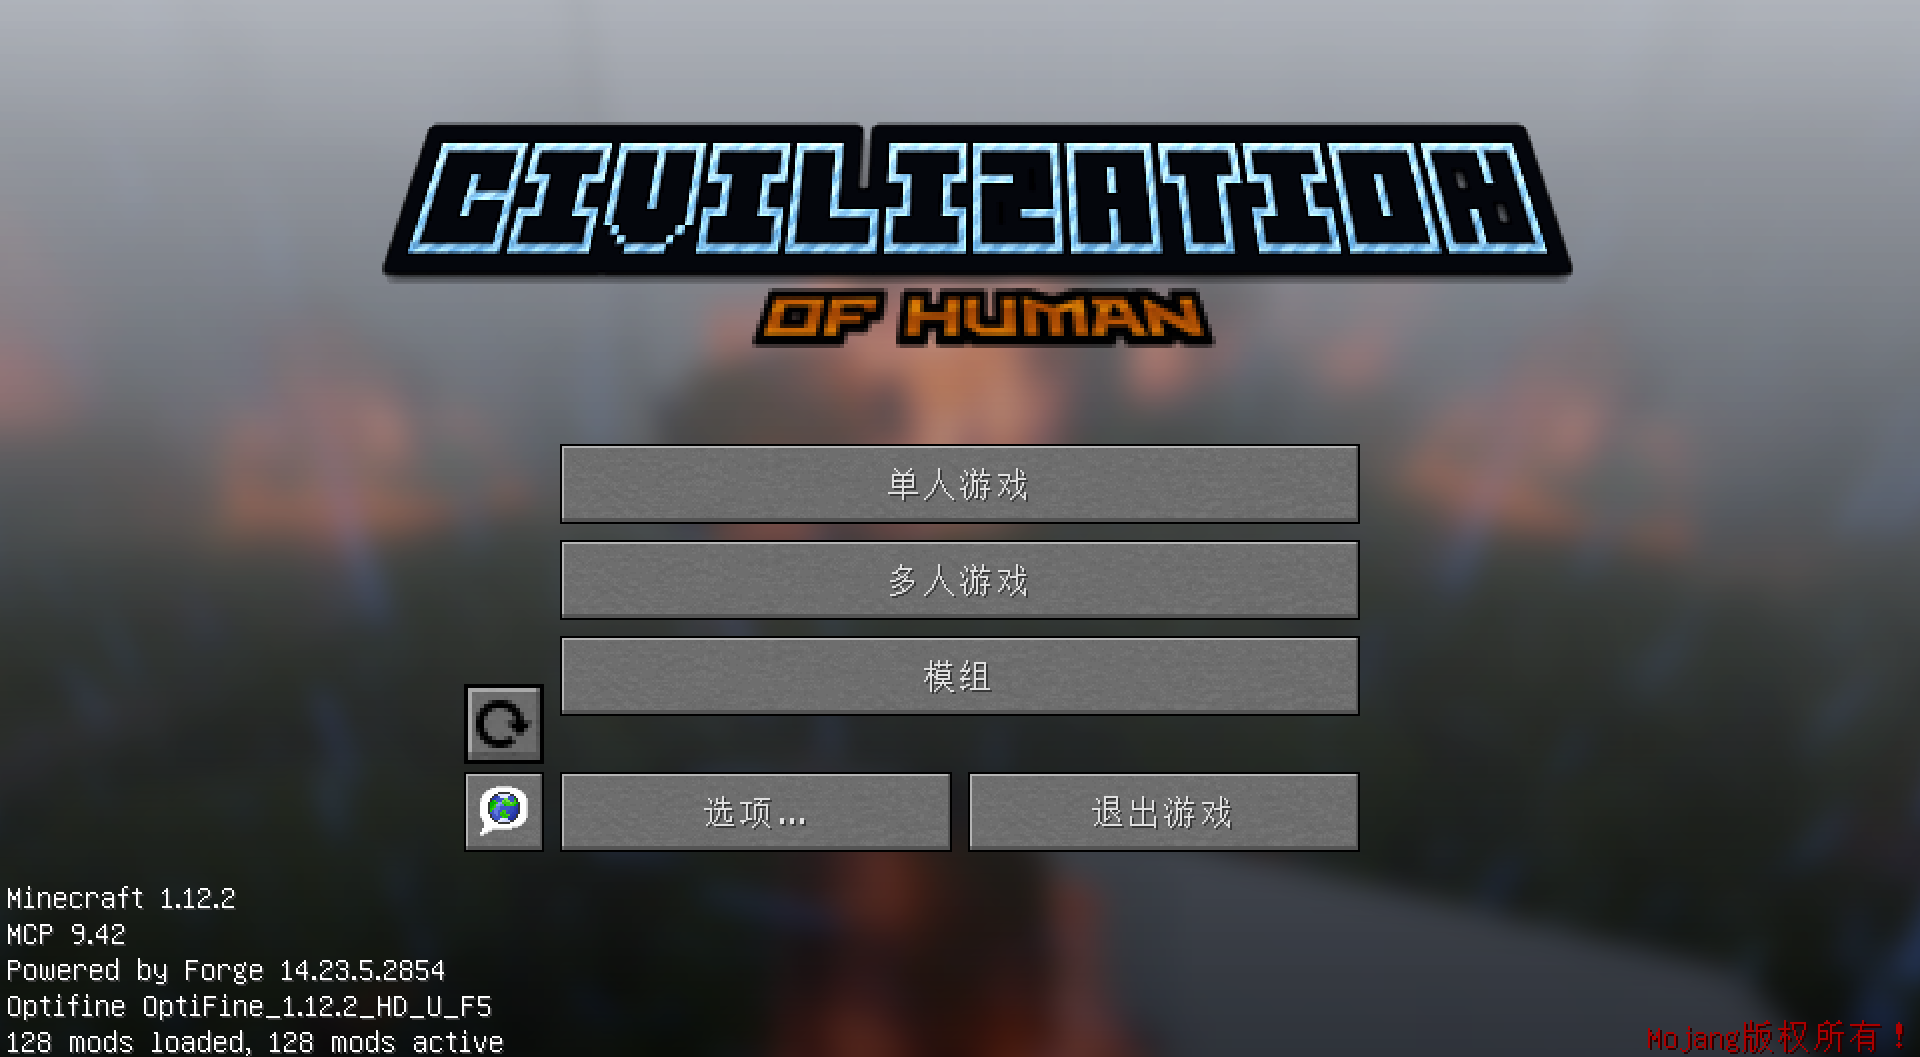 CIVILIZATION
OF HUMAN
单人游戏
多人游戏
模组
选项...
退出游戏
Minecraft 1.12.2
MCP 9.42
Powered by Forge 14.23.5.2854
Optifine OptiFine_1.12.2_HD_U_F5
128 mods loaded, 128 mods active
Mojang版权所有！